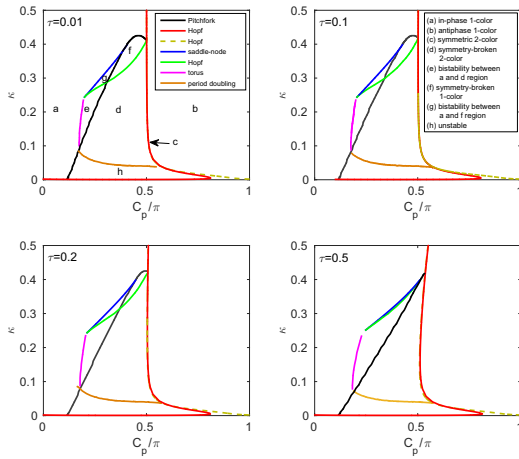 τ=0.01
0.5
0.4
0.3
0.2
0.1
0
κ
0
0.5
1
C_p/π
a
b
c
d
e
f
g
h
Pitchfork
Hopf
Hopf
saddle-node
Hopf
torus
period doubling
τ=0.1
0.5
0.4
0.3
0.2
0.1
0
κ
0
0.5
1
C_p/π
(a) in-phase 1-color
(b) antiphase 1-color
(c) symmetric 2-color
(d) symmetry-broken
2-color
(e) bistability between
a and d region
(f) symmetry-broken
1-color
(g) bistability between
a and f region
(h) unstable
τ=0.2
0.5
0.4
0.3
0.2
0.1
0
κ
0
0.5
1
C_p/π
τ=0.5
0.5
0.4
0.3
0.2
0.1
0
κ
0
0.5
1
C_p/π